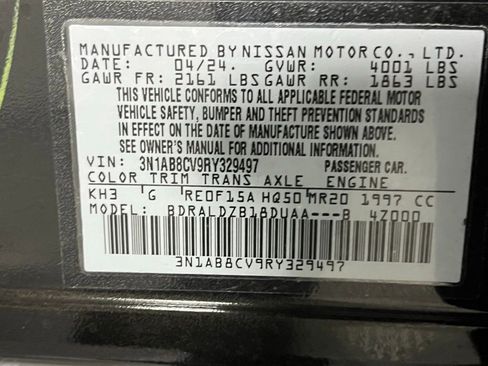 MANUFACTURED BY NISSAN MOTOR CO., LTD.
DATE: 04/24. GVWR: 4001 LBS
GAWR FR: 2161 LBS GAWR RR: 1863 LBS
THIS VEHICLE CONFORMS TO ALL APPLICABLE FEDERAL MOTOR
VEHICLE SAFETY, BUMPER AND THEFT PREVENTION STANDARDS
IN EFFECT ON THE DATE OF MANUFACTURE SHOWN ABOVE.
SEE OWNER'S MANUAL FOR ADDITIONAL INFORMATION.
VIN: 3N1AB8CV9RY329497 PASSENGER CAR.
COLOR TRIM TRANS AXLE ENGINE
KH3 G RE0F15A HQ50 MR20 1997 CC
MODEL: BDRALDZB18DUAA---B 4Z000
3N1AB8CV9RY329497